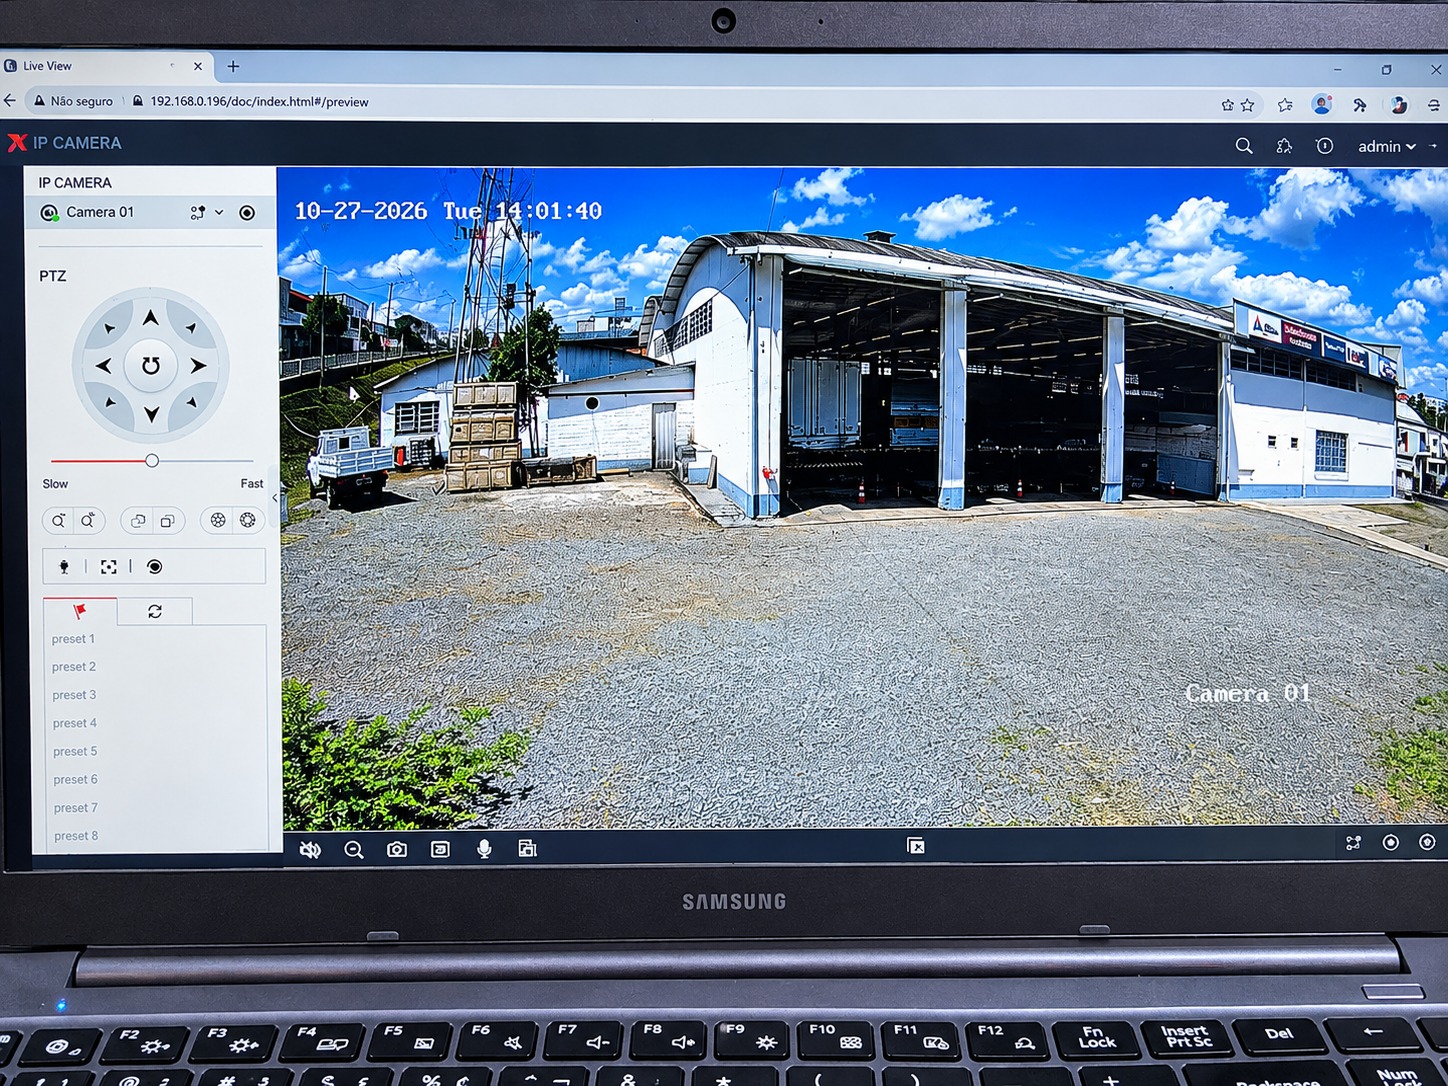 Live View
Não seguro
192.168.0.196/doc/index.html#/preview
IP CAMERA
admin
IP CAMERA
Camera 01
10-27-2026 Tue 14:01:40
PTZ
Slow
Fast
preset 1
preset 2
preset 3
preset 4
preset 5
preset 6
preset 7
preset 8
Camera 01
SAMSUNG
F2
F3
F4
F5
F6
F7
F8
F9
F10
F11
F12
Fn
Lock
Insert
Prt Sc
Del
Backspace
Num